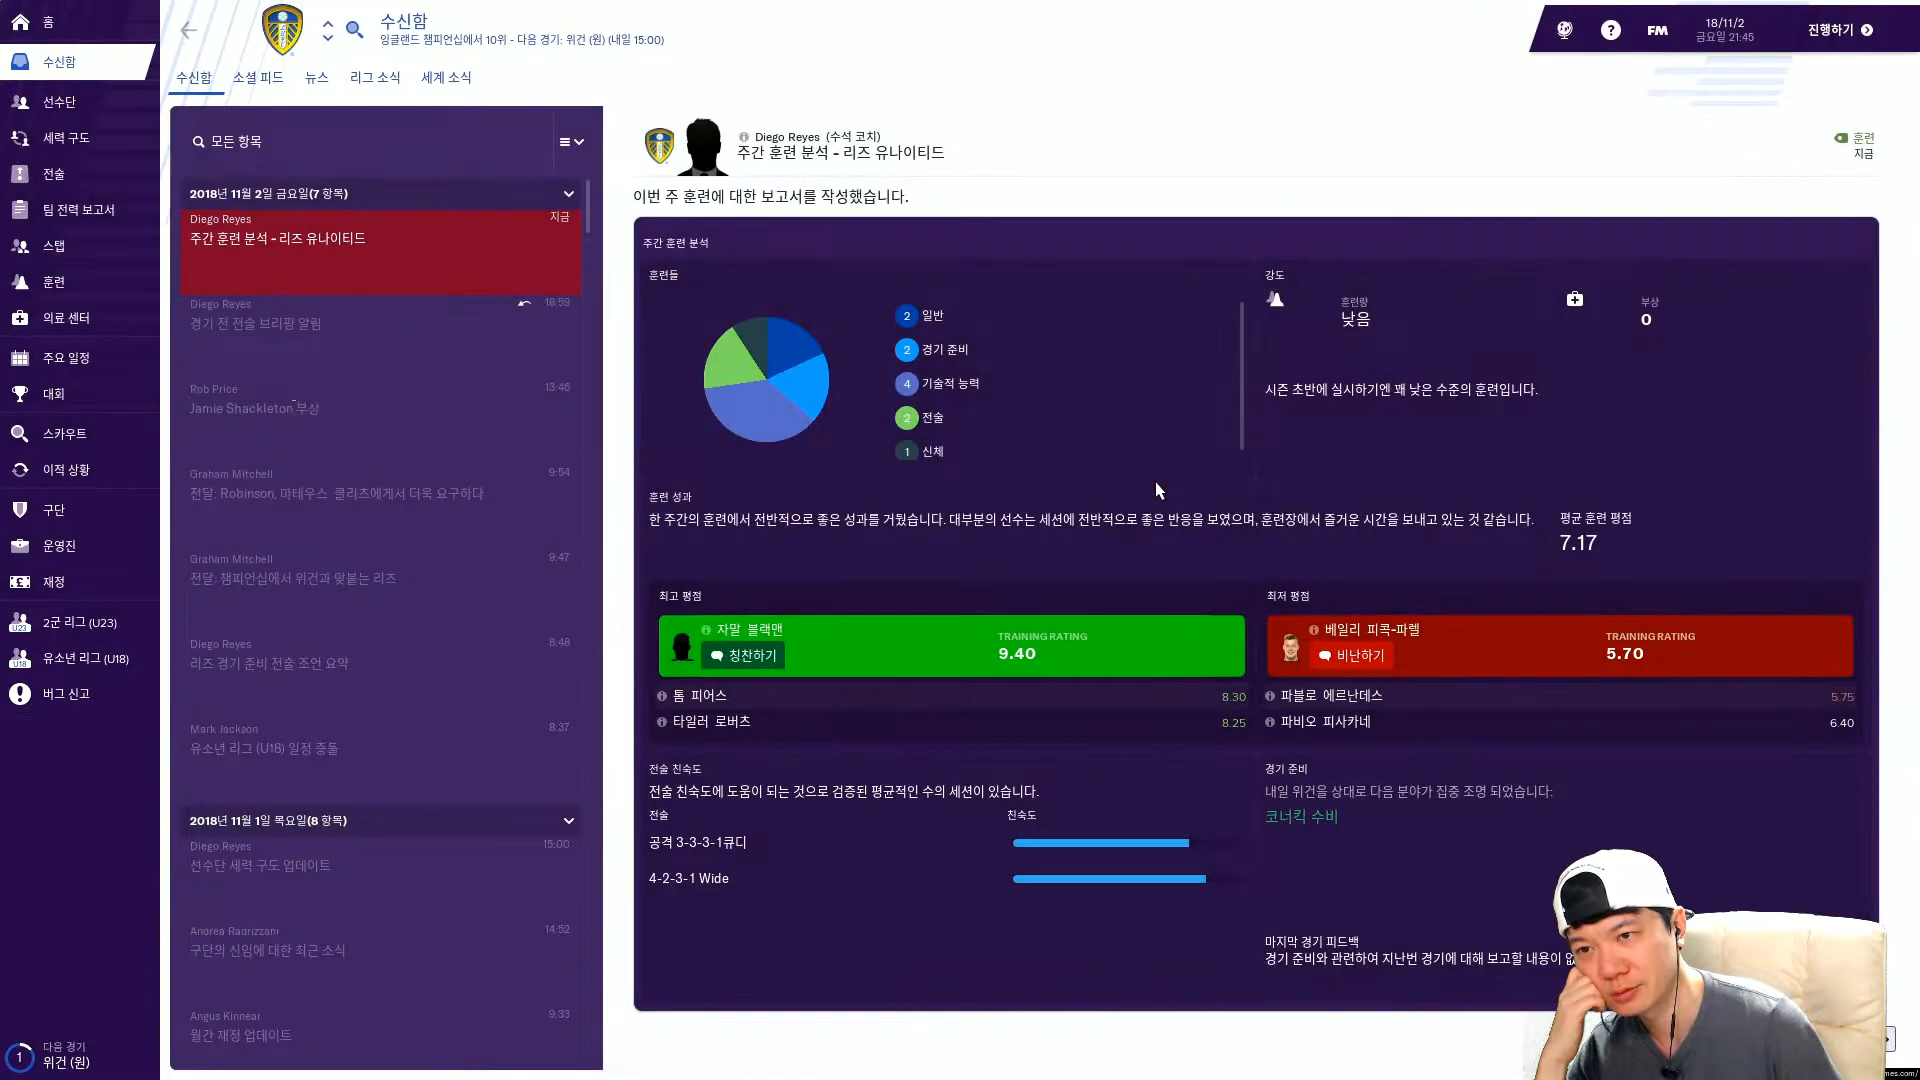 홈
수신함
선수단
세력 구도
전술
팀 전력 보고서
스탭
훈련
의료 센터
주요 일정
대회
스카우트
이적 상황
구단
운영진
재정
U23
2군 리그 (U23)
U18
유소년 리그 (U18)
버그 신고
1
다음 경기
위건 (원)
수신함
잉글랜드 챔피언십에서 10위 - 다음 경기: 위건 (원) (내일 15:00)
수신함 소셜 피드 뉴스 리그 소식 세계 소식
FM
18/11/2
금요일 21:45
진행하기
모든 항목
2018년 11월 2일 금요일(7 항목)
Diego Reyes 지금
주간 훈련 분석 - 리즈 유나이티드
Diego Reyes 18:59
경기 전 전술 브리핑 알림
Rob Price 13:46
Jamie Shackleton 부상
Graham Mitchell 9:54
전달: Robinson, 마테우스 클리츠에게서 더욱 요구하다
Graham Mitchell 9:47
전달: 챔피언십에서 위건과 맞붙는 리즈
Diego Reyes 8:48
리즈 경기 준비 전술 조언 요약
Mark Jackson 8:37
유소년 리그 (U18) 일정 충돌
2018년 11월 1일 목요일(8 항목)
Diego Reyes 15:00
선수단 세력 구도 업데이트
Andrea Radrizzani 14:52
구단의 신임에 대한 최근 소식
Angus Kinnear 9:33
월간 재정 업데이트
Diego Reyes (수석 코치)
주간 훈련 분석 - 리즈 유나이티드
훈련
지금
이번 주 훈련에 대한 보고서를 작성했습니다.
주간 훈련 분석
훈련들
2 일반
2 경기 준비
4 기술적 능력
2 전술
1 신체
강도
훈련량
낮음
부상
0
시즌 초반에 실시하기엔 꽤 낮은 수준의 훈련입니다.
훈련 성과
한 주간의 훈련에서 전반적으로 좋은 성과를 거뒀습니다. 대부분의 선수는 세션에 전반적으로 좋은 반응을 보였으며, 훈련장에서 즐거운 시간을 보내고 있는 것 같습니다.
평균 훈련 평점
7.17
최고 평점
자말 블랙맨
칭찬하기
TRAINING RATING
9.40
톰 피어스 8.30
타일러 로버츠 8.25
최저 평점
베일리 피콕-파렐
비난하기
TRAINING RATING
5.70
파블로 에르난데스 5.75
파비오 피사카네 6.40
전술 친숙도
전술 친숙도에 도움이 되는 것으로 검증된 평균적인 수의 세션이 있습니다.
전술 친숙도
공격 3-3-3-1큐디
4-2-3-1 Wide
경기 준비
내일 위건을 상대로 다음 분야가 집중 조명 되었습니다:
코너킥 수비
마지막 경기 피드백
경기 준비와 관련하여 지난번 경기에 대해 보고할 내용이